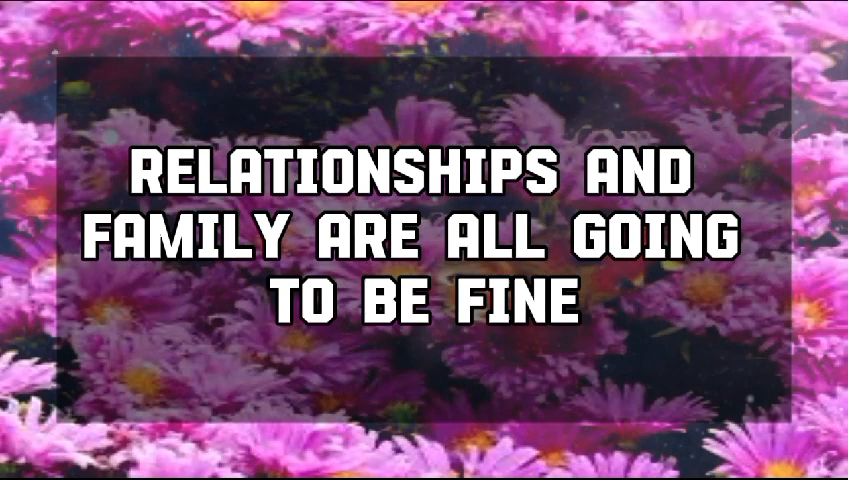 RELATIONSHIPS AND
FAMILY ARE ALL GOING
TO BE FINE